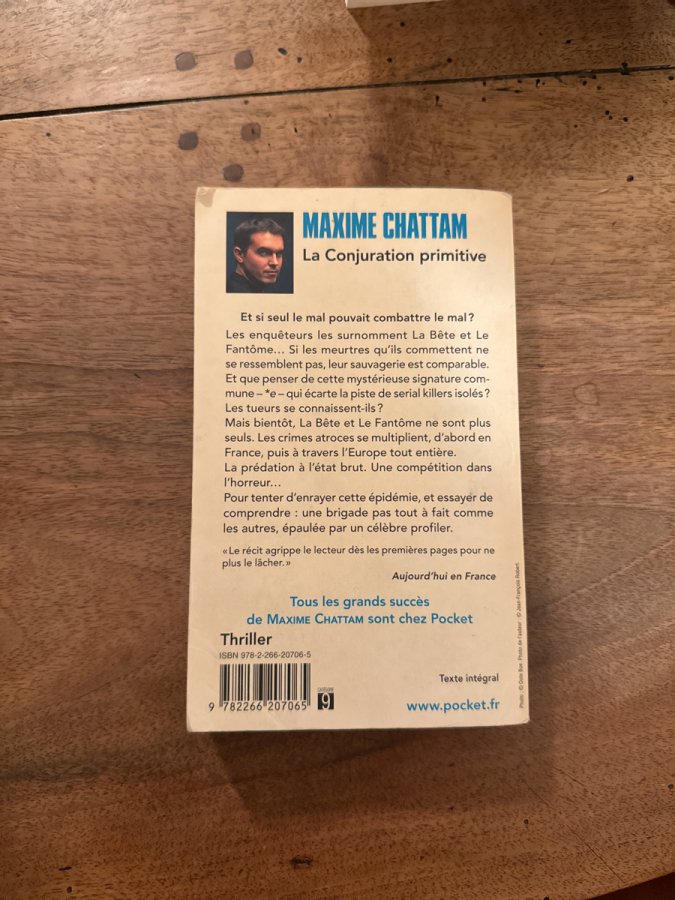 MAXIME CHATTAM
La Conjuration primitive
Et si seul le mal pouvait combattre le mal ?
Les enquêteurs les surnomment La Bête et Le
Fantôme… Si les meurtres qu'ils commettent ne
se ressemblent pas, leur sauvagerie est comparable.
Et que penser de cette mystérieuse signature com-
mune – *e – qui écarte la piste de serial killers isolés ?
Les tueurs se connaissent-ils ?
Mais bientôt, La Bête et Le Fantôme ne sont plus
seuls. Les crimes atroces se multiplient, d'abord en
France, puis à travers l'Europe tout entière.
La prédation à l'état brut. Une compétition dans
l'horreur…
Pour tenter d'enrayer cette épidémie, et essayer de
comprendre : une brigade pas tout à fait comme
les autres, épaulée par un célèbre profiler.
« Le récit agrippe le lecteur dès les premières pages pour ne
plus le lâcher. »
Aujourd'hui en France
Tous les grands succès
de MAXIME CHATTAM sont chez Pocket
Thriller
ISBN 978-2-266-20706-5
9 782266 207065
9
Texte intégral
www.pocket.fr
Photo de l'auteur : © Jean-François Robert.